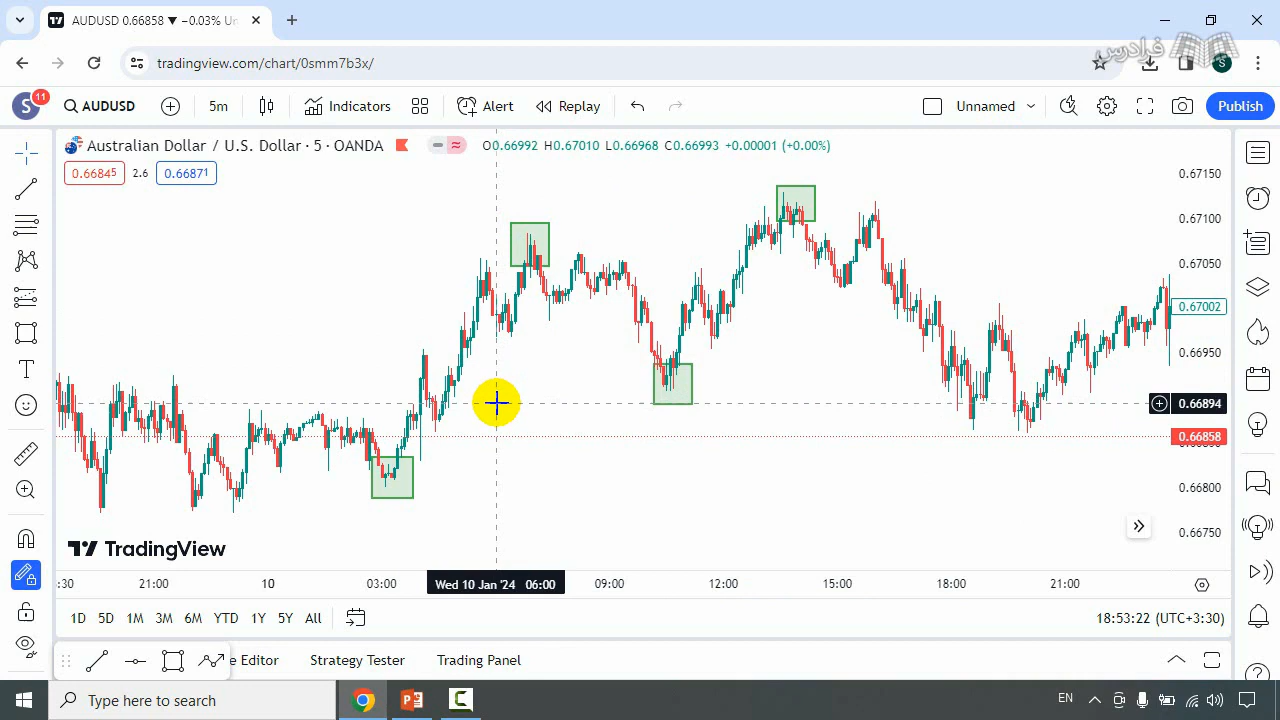 AUDUSD 0.66858 ▼ −0.03% Un
فرادرس
tradingview.com/chart/0smm7b3x/
S
S
11
AUDUSD
5m
Indicators
Alert
Replay
Unnamed
Publish
Australian Dollar / U.S. Dollar · 5 · OANDA
O0.66992 H0.67010 L0.66968 C0.66993 +0.00001 (+0.00%)
0.66845
2.6
0.66871
0.67150
0.67100
0.67050
0.67002
0.66950
0.66894
0.66858
0.66800
0.66750
TradingView
:30
21:00
10
03:00
Wed 10 Jan '24 06:00
09:00
12:00
15:00
18:00
21:00
1D 5D 1M 3M 6M YTD 1Y 5Y All
18:53:22 (UTC+3:30)
e Editor
Strategy Tester
Trading Panel
Type here to search
EN